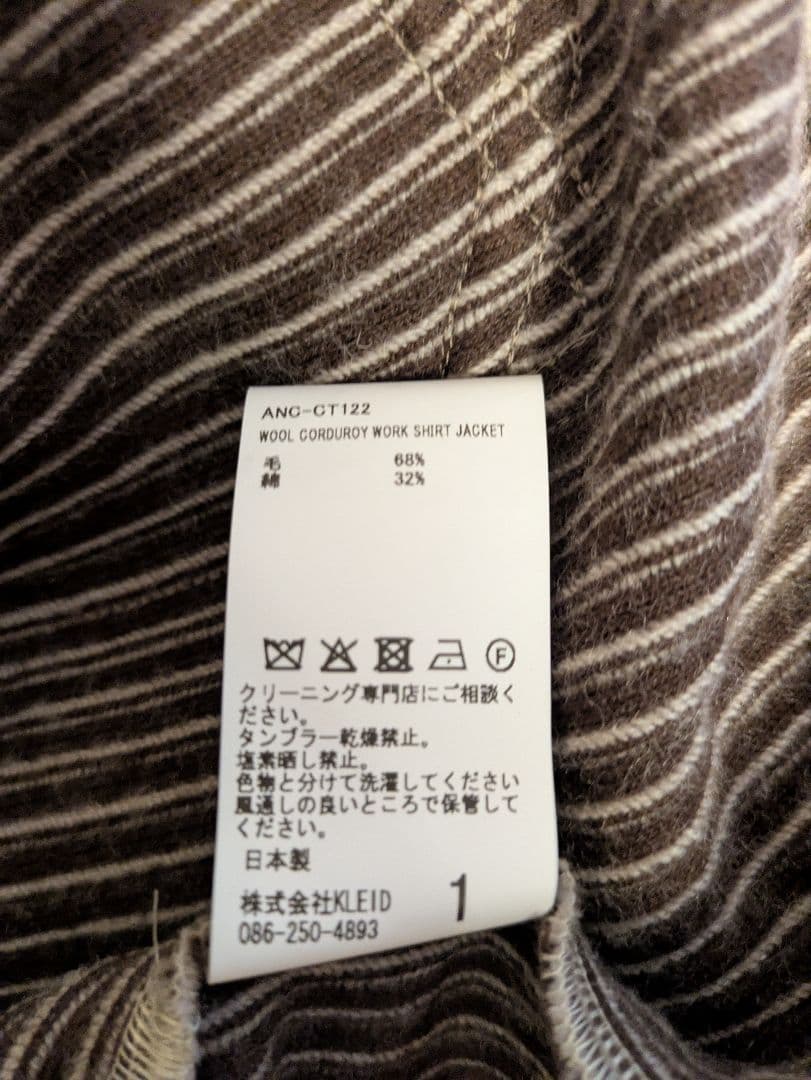 ANC-CT122
WOOL CORDUROY WORK SHIRT JACKET
毛 68%
綿 32%
F
クリーニング専門店にご相談く
ださい。
タンブラー乾燥禁止。
塩素晒し禁止。
色物と分けて洗濯してください
風通しの良いところで保管して
ください。
日本製
株式会社KLEID 1
086-250-4893